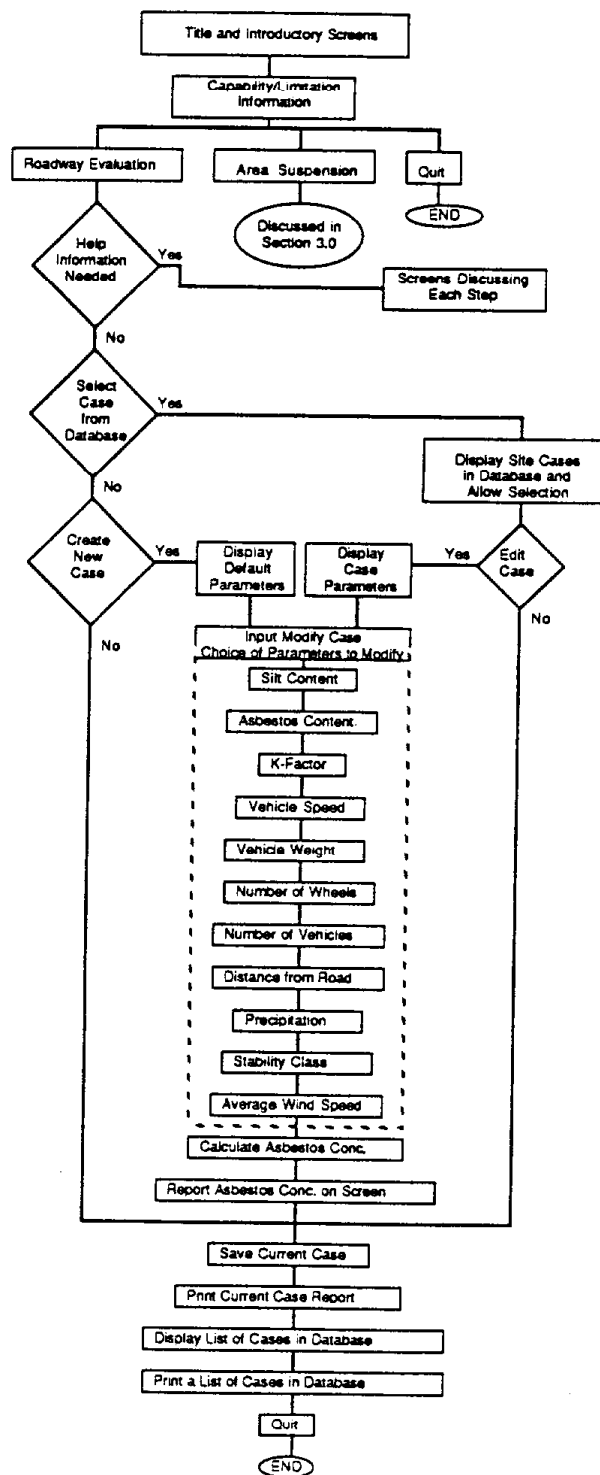 Title and Introductory Screens
Capability/Limitation
Information
Roadway Evaluation
Area Suspension
Quit
Discussed in
Section 3.0
END
Help
Information
Needed
Yes
Screens Discussing
Each Step
No
Select
Case
from
Database
Yes
Display Site Cases
in Database and
Allow Selection
No
Create
New
Case
Yes
Display
Default
Parameters
Display
Case
Parameters
Yes
Edit
Case
No
No
Input Modify Case
Choice of Parameters to Modify
Silt Content
Asbestos Content
K-Factor
Vehicle Speed
Vehicle Weight
Number of Wheels
Number of Vehicles
Distance from Road
Precipitation
Stability Class
Average Wind Speed
Calculate Asbestos Conc.
Report Asbestos Conc. on Screen
Save Current Case
Print Current Case Report
Display List of Cases in Database
Print a List of Cases in Database
Quit
END